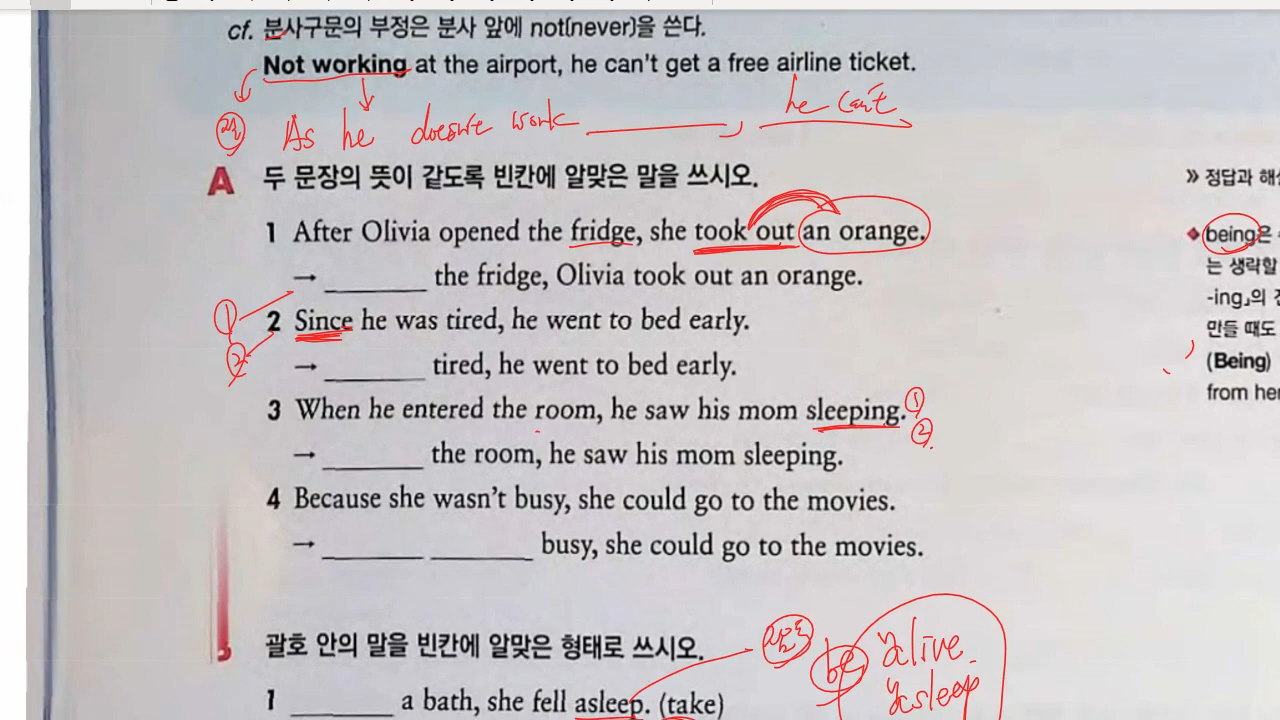 cf. 분사구문의 부정은 분사 앞에 not(never)을 쓴다.
Not working at the airport, he can't get a free airline ticket.
As he doesn't work ________, he can't
A 두 문장의 뜻이 같도록 빈칸에 알맞은 말을 쓰시오.
» 정답과 해
1 After Olivia opened the fridge, she took out an orange.
→ ________ the fridge, Olivia took out an orange.
①
2 Since he was tired, he went to bed early.
②
→ ________ tired, he went to bed early.
3 When he entered the room, he saw his mom sleeping. ①
②
→ ________ the room, he saw his mom sleeping.
4 Because she wasn't busy, she could go to the movies.
→ ________ ________ busy, she could go to the movies.
being은
는 생략할
-ing」의
만들 때도
(Being)
from her
괄호 안의 말을 빈칸에 알맞은 형태로 쓰시오.
be alive
asleep
1 ________ a bath, she fell asleep. (take)